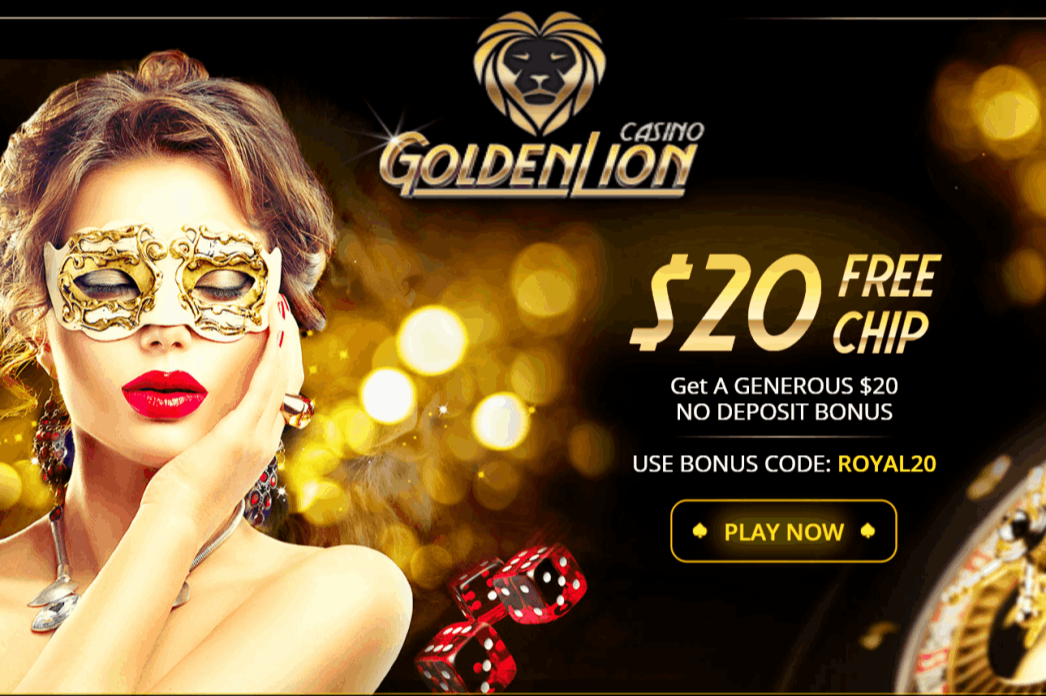 CASINO
GOLDENLION
$20 FREE
CHIP
Get A GENEROUS $20
NO DEPOSIT BONUS
USE BONUS CODE: ROYAL20
PLAY NOW